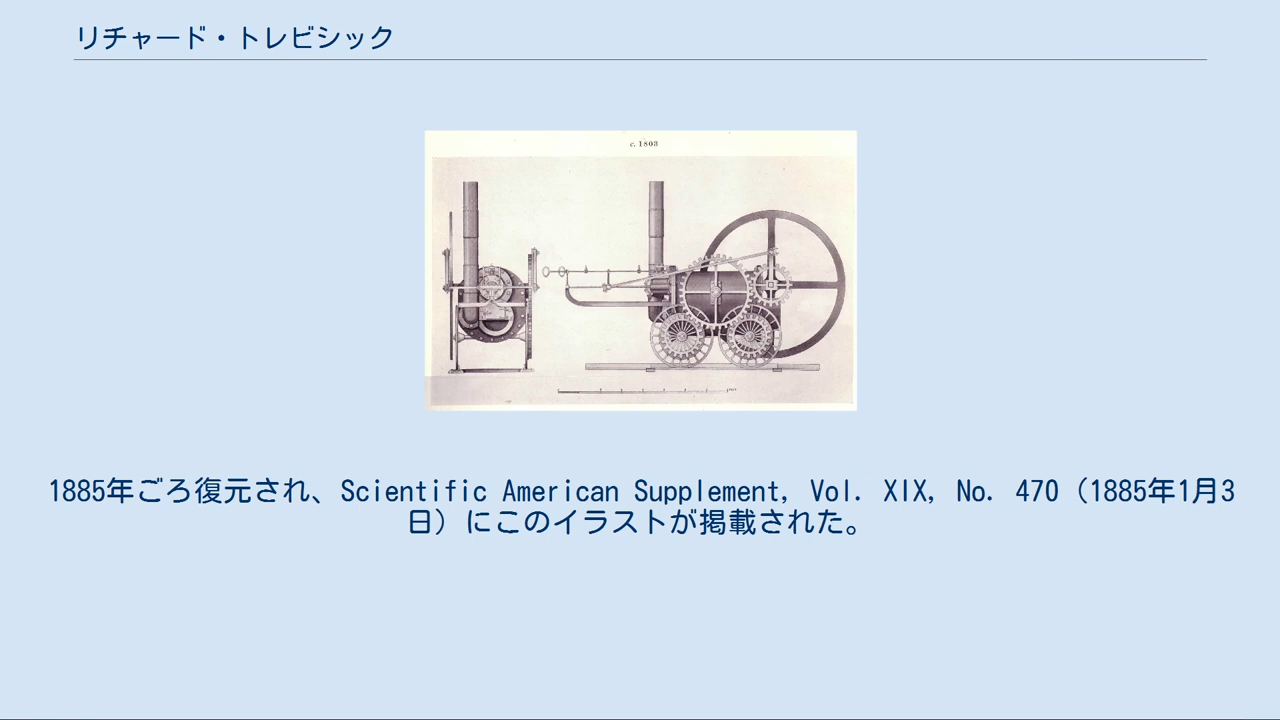 リチャード・トレビシック
c. 1803
1885年ごろ復元され、Scientific American Supplement, Vol. XIX, No. 470（1885年1月3
日）にこのイラストが掲載された。